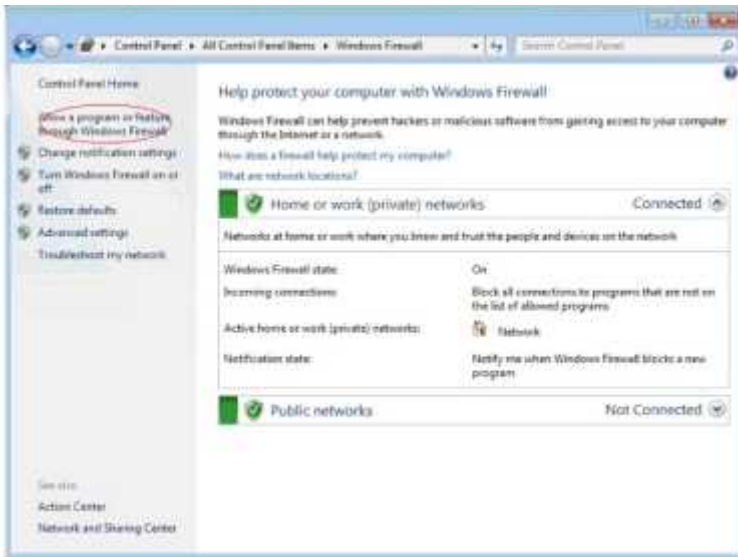 Control Panel ▸ All Control Panel Items ▸ Windows Firewall
Search Control Panel
Control Panel Home
Allow a program or feature
through Windows Firewall
Change notification settings
Turn Windows Firewall on or
off
Restore defaults
Advanced settings
Troubleshoot my network
See also
Action Center
Network and Sharing Center
Help protect your computer with Windows Firewall
Windows Firewall can help prevent hackers or malicious software from gaining access to your computer
through the Internet or a network.
How does a firewall help protect my computer?
What are network locations?
Home or work (private) networks Connected
Networks at home or work where you know and trust the people and devices on the network
Windows Firewall state: On
Incoming connections: Block all connections to programs that are not on
the list of allowed programs
Active home or work (private) networks: Network
Notification state: Notify me when Windows Firewall blocks a new
program
Public networks Not Connected